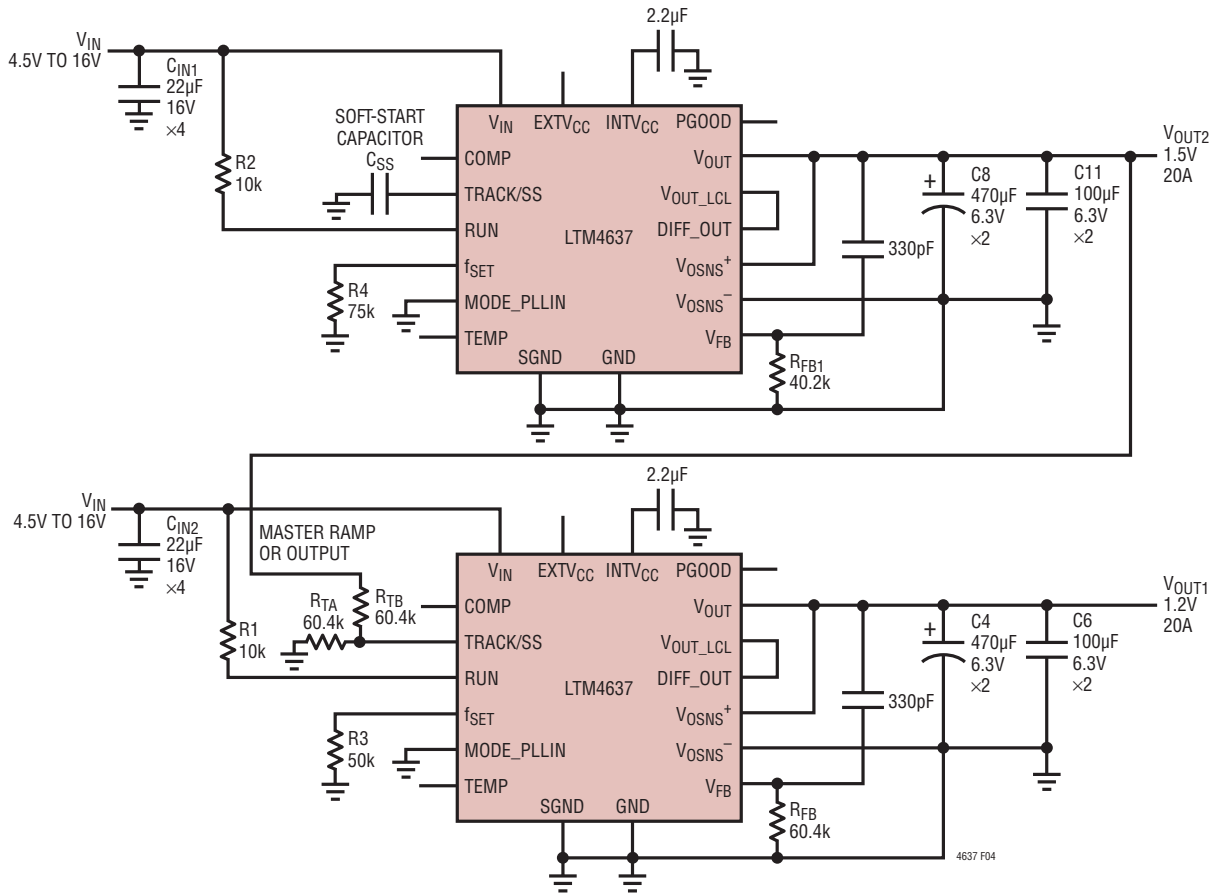 2.2µF
VIN
4.5V TO 16V
CIN1
22µF
16V
×4
R2
10k
SOFT-START
CAPACITOR
CSS
VIN
EXTVCC
INTVCC
PGOOD
COMP
TRACK/SS
RUN
fSET
MODE_PLLIN
TEMP
LTM4637
SGND
GND
VOUT
VOUT_LCL
DIFF_OUT
VOSNS+
VOSNS–
VFB
R4
75k
330pF
RFB1
40.2k
C8
+
470µF
6.3V
×2
C11
100µF
6.3V
×2
VOUT2
1.5V
20A
2.2µF
VIN
4.5V TO 16V
CIN2
22µF
16V
×4
MASTER RAMP
OR OUTPUT
RTA
60.4k
RTB
60.4k
R1
10k
VIN
EXTVCC
INTVCC
PGOOD
COMP
TRACK/SS
RUN
fSET
MODE_PLLIN
TEMP
LTM4637
SGND
GND
VOUT
VOUT_LCL
DIFF_OUT
VOSNS+
VOSNS–
VFB
R3
50k
330pF
RFB
60.4k
C4
+
470µF
6.3V
×2
C6
100µF
6.3V
×2
VOUT1
1.2V
20A
4637 F04